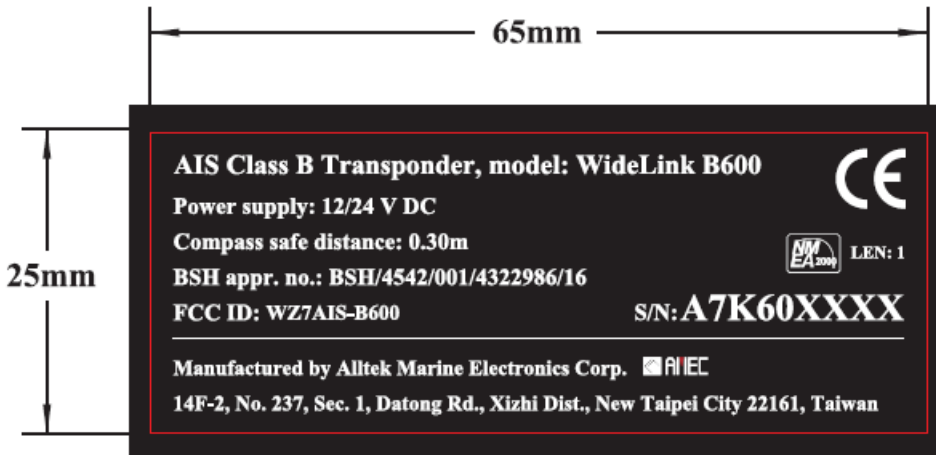 65mm
25mm
AIS Class B Transponder, model: WideLink B600
CE
Power supply: 12/24 V DC
Compass safe distance: 0.30m
NMEA 2000 LEN: 1
BSH appr. no.: BSH/4542/001/4322986/16
FCC ID: WZ7AIS-B600
S/N: A7K60XXXX
Manufactured by Alltek Marine Electronics Corp. AMEC
14F-2, No. 237, Sec. 1, Datong Rd., Xizhi Dist., New Taipei City 22161, Taiwan